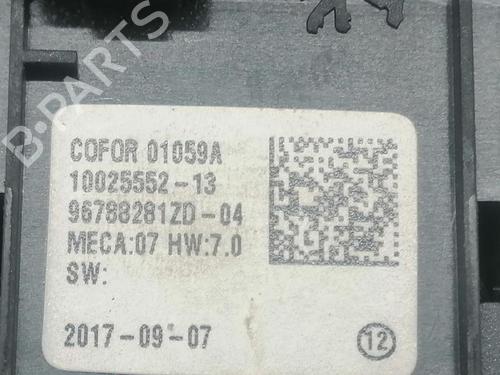 B-PARTS
COFOR 01059A
10025552-13
96788281ZD-04
MECA:07 HW:7.0
SW:
2017-09-07
12